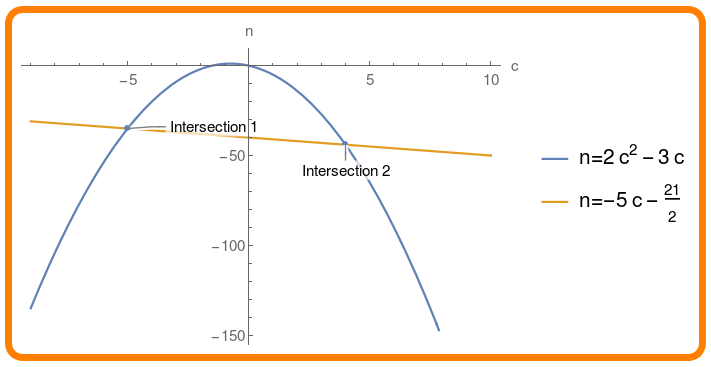 n
−5
5
10
c
Intersection 1
−50
Intersection 2
−100
−150
n=2 c² − 3 c
n=−5 c − 21/2